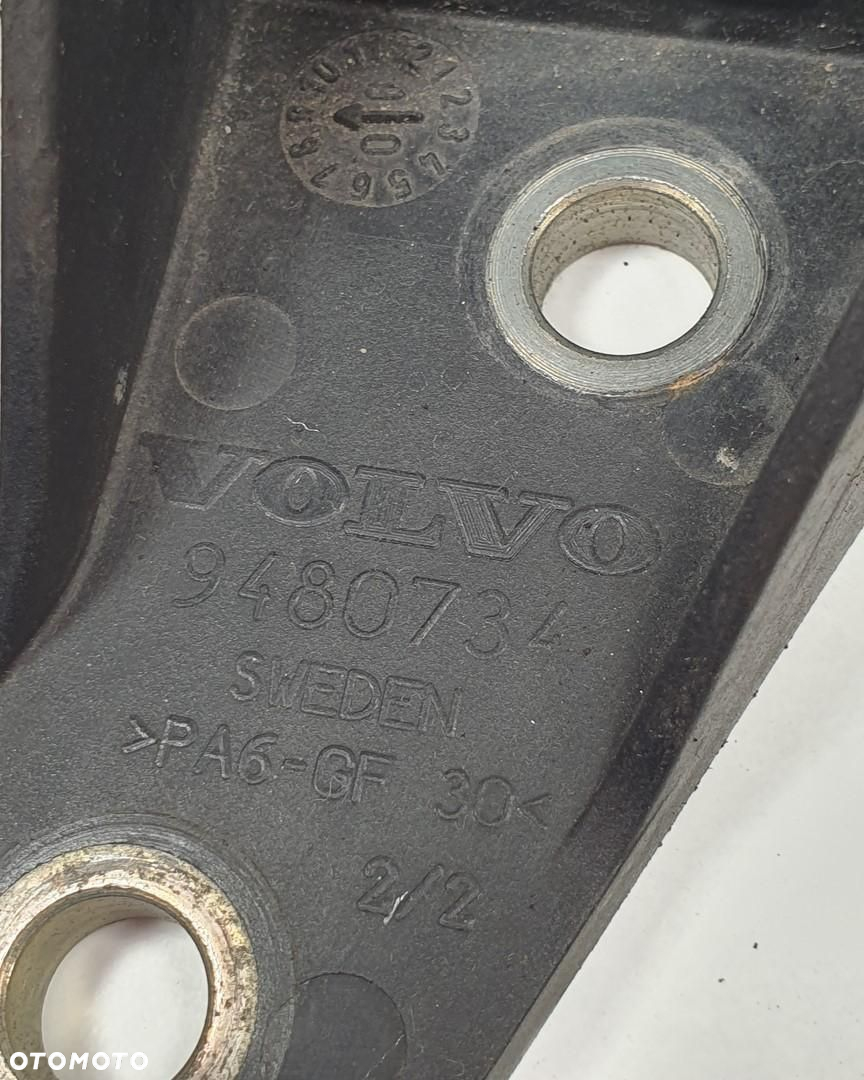 VOLVO
9480734
SWEDEN
>PA6-GF 30<
2/2
OTOMOTO